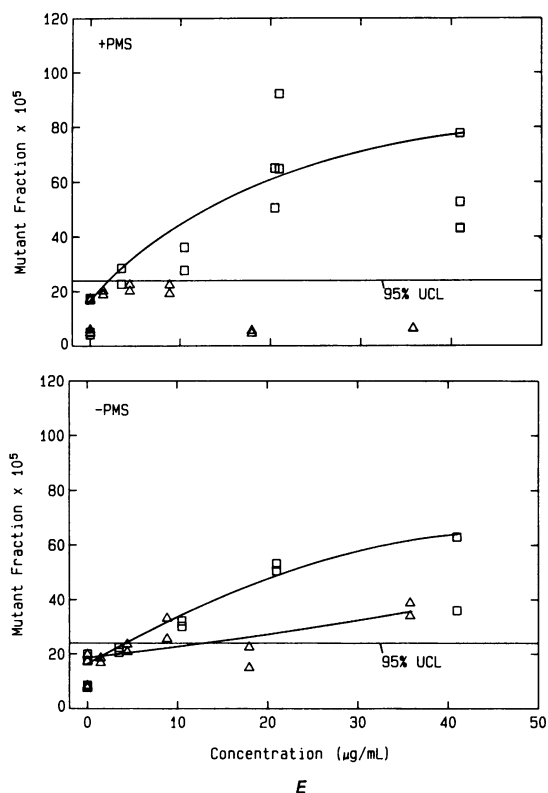 120
+PMS
100
80
60
40
95% UCL
20
0
Mutant Fraction x 10⁵
120
-PMS
100
80
60
40
20
95% UCL
0
Mutant Fraction x 10⁵
0 10 20 30 40 50
Concentration (µg/mL)
E